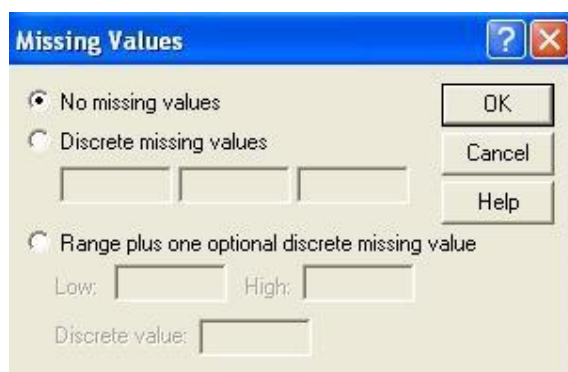 Missing Values
?
No missing values
OK
Discrete missing values
Cancel
Help
Range plus one optional discrete missing value
Low: High:
Discrete value: